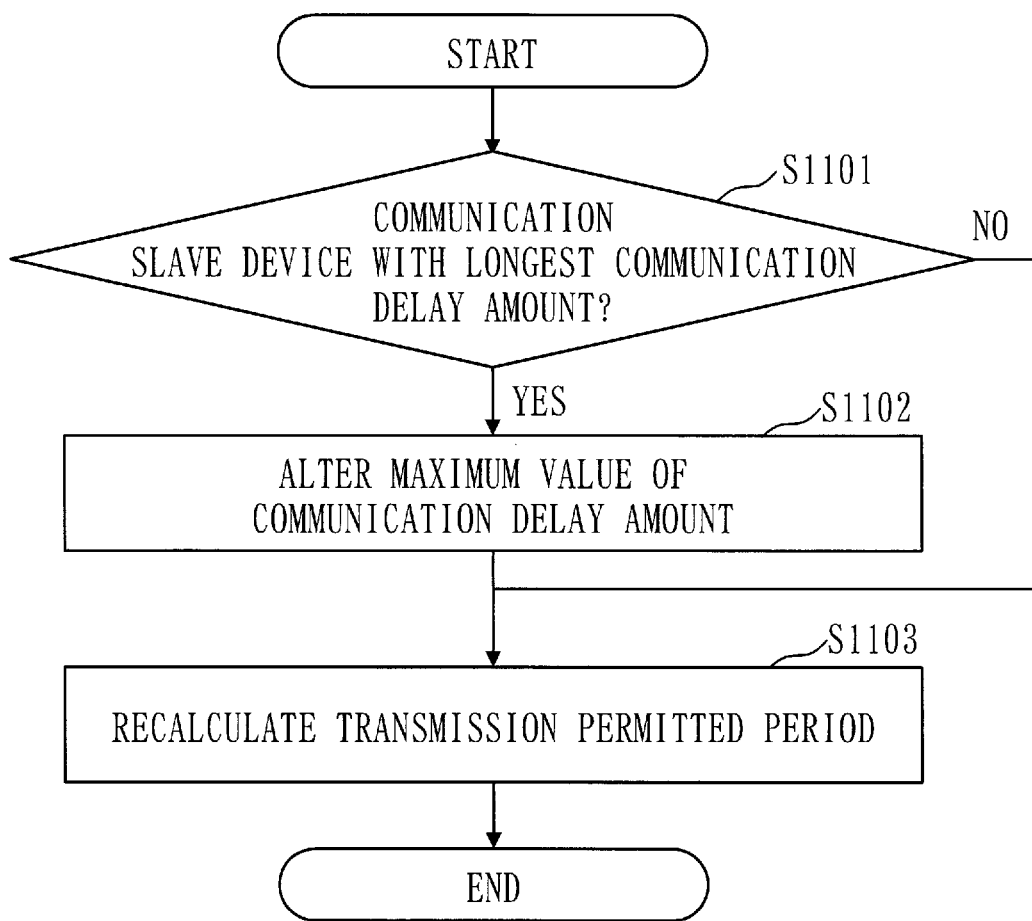 START
S1101
COMMUNICATION
SLAVE DEVICE WITH LONGEST COMMUNICATION
DELAY AMOUNT?
NO
YES
S1102
ALTER MAXIMUM VALUE OF
COMMUNICATION DELAY AMOUNT
S1103
RECALCULATE TRANSMISSION PERMITTED PERIOD
END